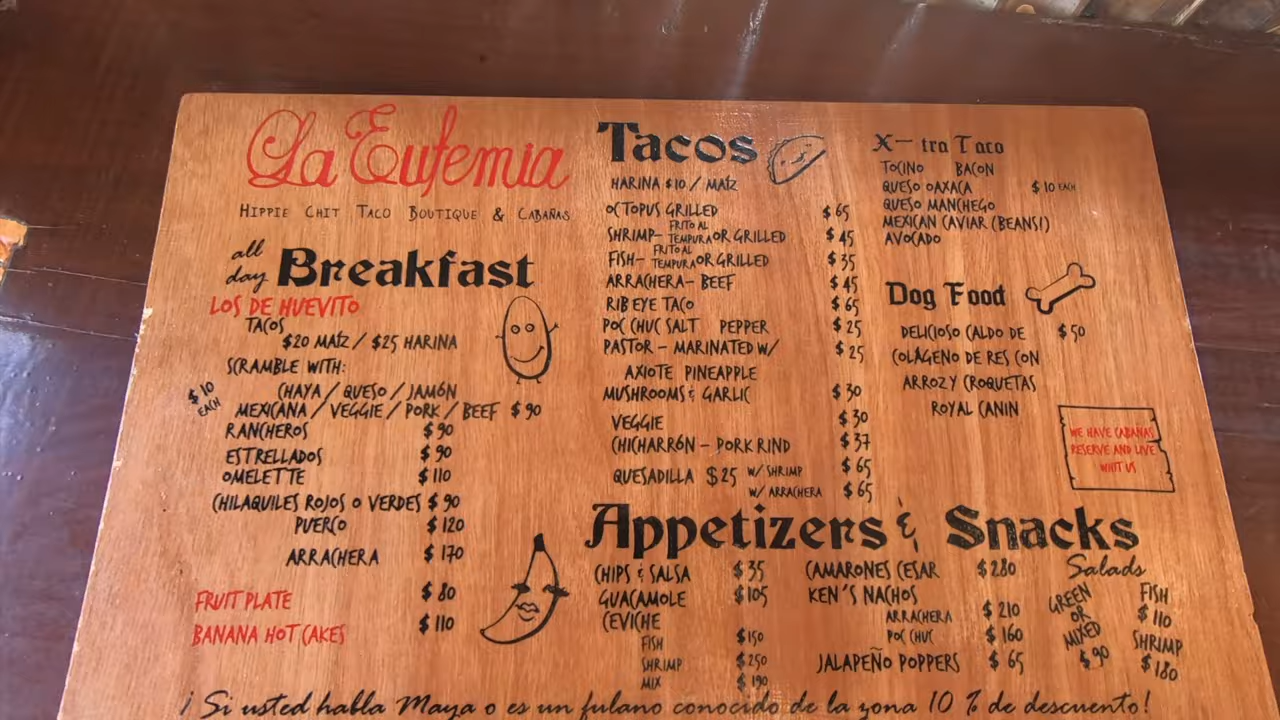 La Eufemia
HIPPIE CHIT TACO BOUTIQUE & CABAÑAS
all day Breakfast
LOS DE HUEVITO
TACOS
$20 MAÍZ / $25 HARINA
SCRAMBLE WITH:
$10 EACH
CHAYA / QUESO / JAMÓN
MEXICANA / VEGGIE / PORK / BEEF $90
RANCHEROS $90
ESTRELLADOS $90
OMELETTE $110
CHILAQUILES ROJOS O VERDES $90
PUERCO $120
ARRACHERA $170
FRUIT PLATE $80
BANANA HOT CAKES $110
Tacos
HARINA $10 / MAÍZ
OCTOPUS GRILLED $65
SHRIMP- FRITO AL TEMPURA OR GRILLED $45
FISH- FRITO AL TEMPURA OR GRILLED $35
ARRACHERA- BEEF $45
RIB EYE TACO $65
POC CHUC SALT PEPPER $25
PASTOR - MARINATED W/ $25
AXIOTE PINEAPPLE
MUSHROOMS & GARLIC $30
VEGGIE $30
CHICHARRÓN - PORK RIND $37
QUESADILLA $25 W/ SHRIMP $65
W/ ARRACHERA $65
X-tra Taco
TOCINO BACON
QUESO OAXACA $10 EACH
QUESO MANCHEGO
MEXICAN CAVIAR (BEANS!)
AVOCADO
Dog Food
DELICIOSO CALDO DE $50
COLÁGENO DE RES CON
ARROZ Y CROQUETAS
ROYAL CANIN
WE HAVE CABAÑAS
RESERVE AND LIVE
WHIT US
Appetizers & Snacks
CHIPS & SALSA $35
GUACAMOLE $105
CEVICHE
FISH $150
SHRIMP $250
MIX $190
CAMARONES CESAR $280
KEN'S NACHOS
ARRACHERA $210
POC CHUC $160
JALAPEÑO POPPERS $65
Salads
GREEN
OR
MIXED
$90
FISH
$110
SHRIMP
$180
¡ Si usted habla Maya o es un fulano conocido de la zona 10 % de descuento!